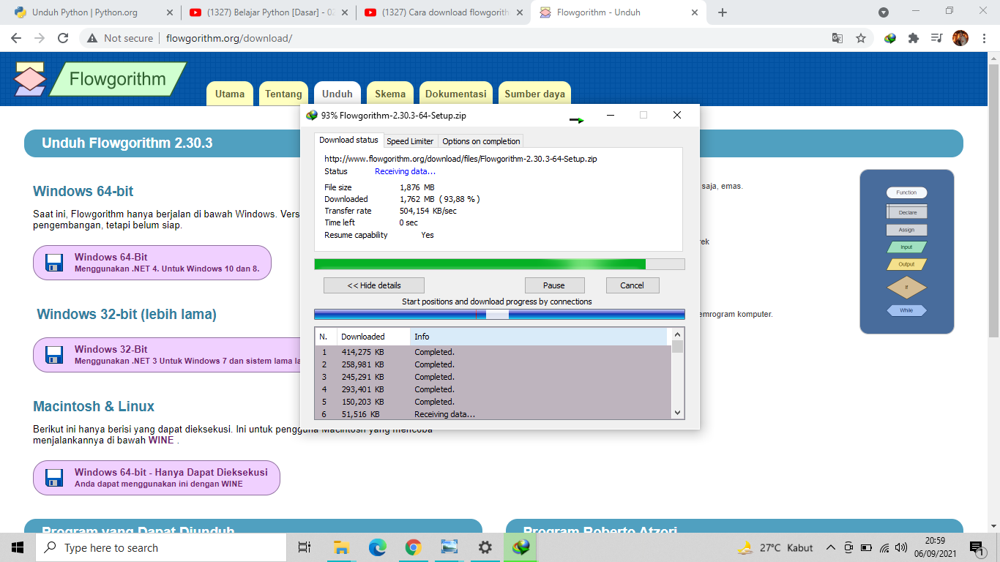 Unduh Python | Python.org
(1327) Belajar Python [Dasar] - 02
(1327) Cara download flowgorith
Flowgorithm - Unduh
Not secure | flowgorithm.org/download/
Flowgorithm
Utama
Tentang
Unduh
Skema
Dokumentasi
Sumber daya
Unduh Flowgorithm 2.30.3
Windows 64-bit
Saat ini, Flowgorithm hanya berjalan di bawah Windows. Vers
pengembangan, tetapi belum siap.
Windows 64-Bit
Menggunakan .NET 4. Untuk Windows 10 dan 8.
Windows 32-bit (lebih lama)
Windows 32-Bit
Menggunakan .NET 3 Untuk Windows 7 dan sistem lama la
Macintosh & Linux
Berikut ini hanya berisi yang dapat dieksekusi. Ini untuk pengguna Macintosh yang mencoba
menjalankannya di bawah WINE .
Windows 64-bit - Hanya Dapat Dieksekusi
Anda dapat menggunakan ini dengan WINE
Program yang Dapat Diunduh
Program Roberto Atzori
93% Flowgorithm-2.30.3-64-Setup.zip
Download status
Speed Limiter
Options on completion
http://www.flowgorithm.org/download/files/Flowgorithm-2.30.3-64-Setup.zip
Status Receiving data...
File size 1,876 MB
Downloaded 1,762 MB ( 93,88 % )
Transfer rate 504,154 KB/sec
Time left 0 sec
Resume capability Yes
<< Hide details
Pause
Cancel
Start positions and download progress by connections
N. Downloaded Info
1 414,275 KB Completed.
2 258,981 KB Completed.
3 245,291 KB Completed.
4 293,401 KB Completed.
5 150,203 KB Completed.
6 51,516 KB Receiving data...
saja, emas.
rek
emrogram komputer.
Function
Declare
Assign
Input
Output
If
While
Type here to search
27°C Kabut
20:59
06/09/2021
1